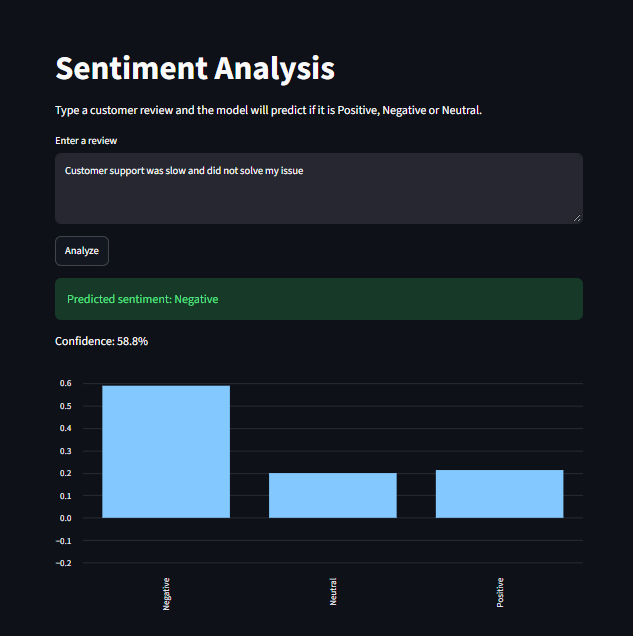 Sentiment Analysis
Type a customer review and the model will predict if it is Positive, Negative or Neutral.
Enter a review
Customer support was slow and did not solve my issue
Analyze
Predicted sentiment: Negative
Confidence: 58.8%
0.6
0.5
0.4
0.3
0.2
0.1
0.0
−0.1
−0.2
Negative
Neutral
Positive